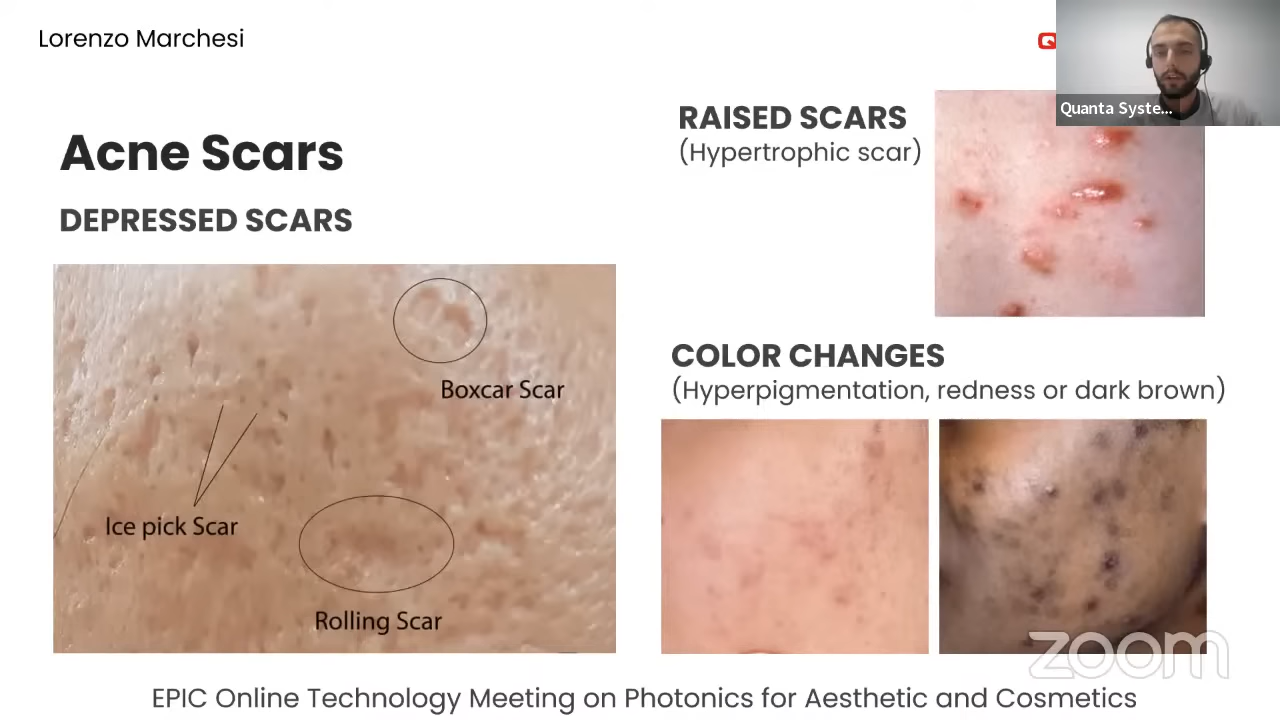 Lorenzo Marchesi
Quanta Syste...
Acne Scars
DEPRESSED SCARS
Boxcar Scar
Ice pick Scar
Rolling Scar
RAISED SCARS
(Hypertrophic scar)
COLOR CHANGES
(Hyperpigmentation, redness or dark brown)
zoom
EPIC Online Technology Meeting on Photonics for Aesthetic and Cosmetics